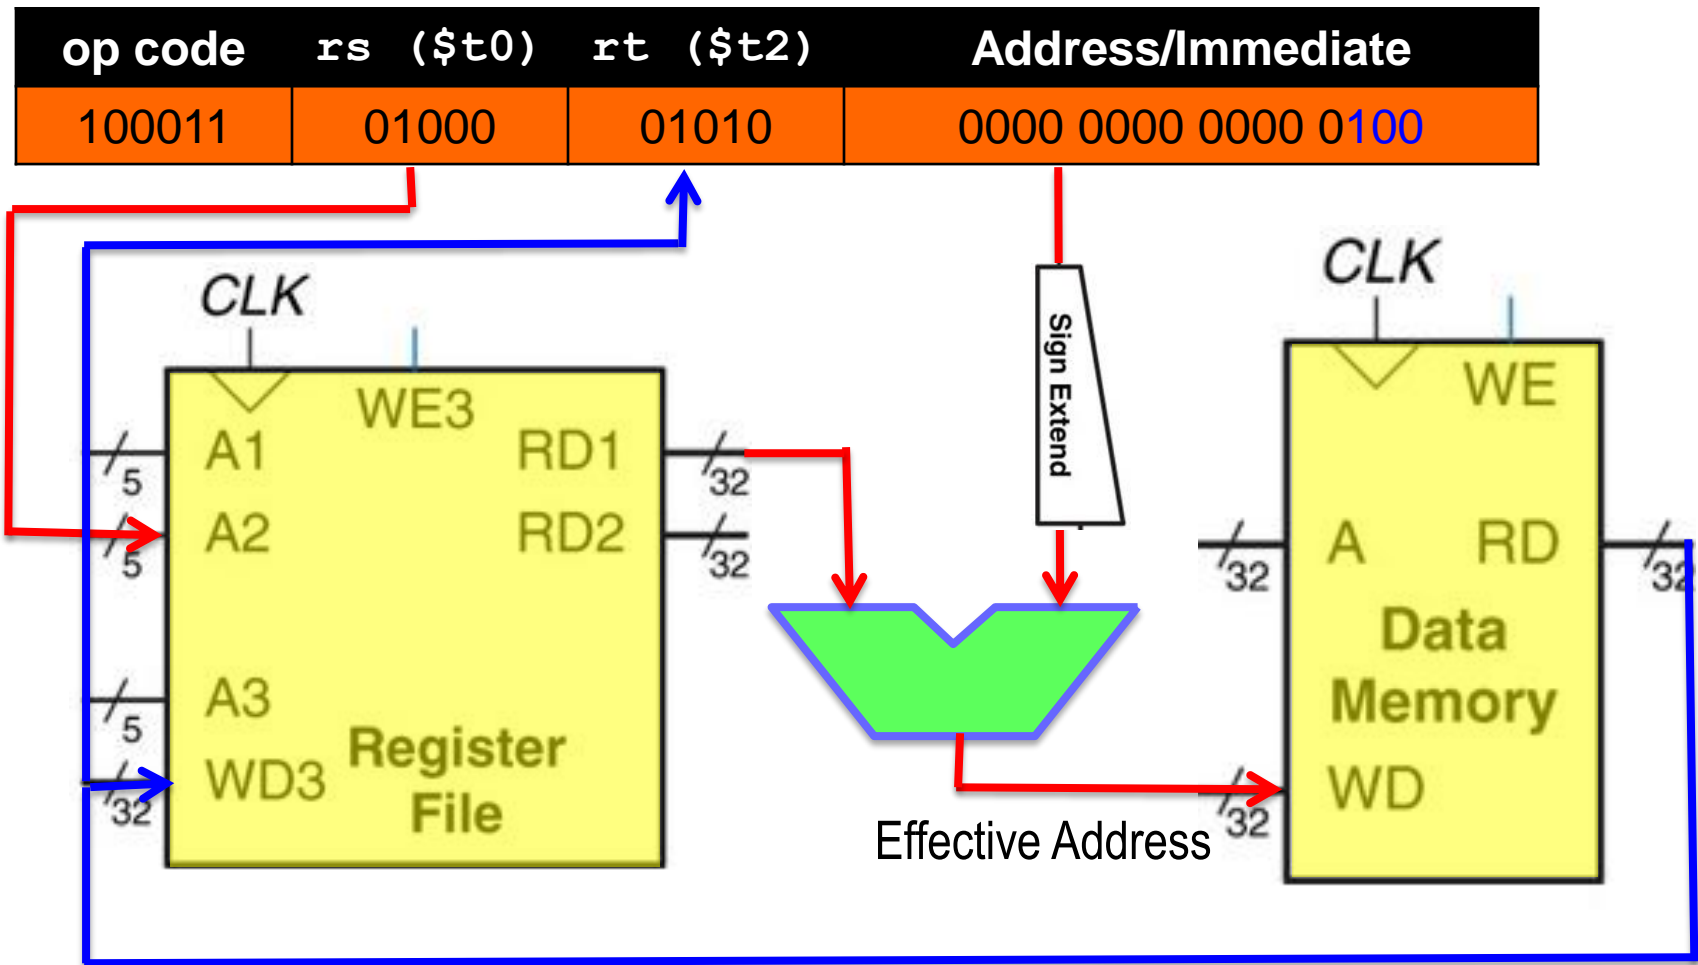 op code rs ($t0) rt ($t2) Address/Immediate
100011 01000 01010 0000 0000 0000 0100
CLK
WE3
A1 RD1
5 32
A2 RD2
5 32
A3
5
WD3
32
Register
File
Sign Extend
Effective Address
CLK
WE
A RD
32 32
Data
Memory
WD
32